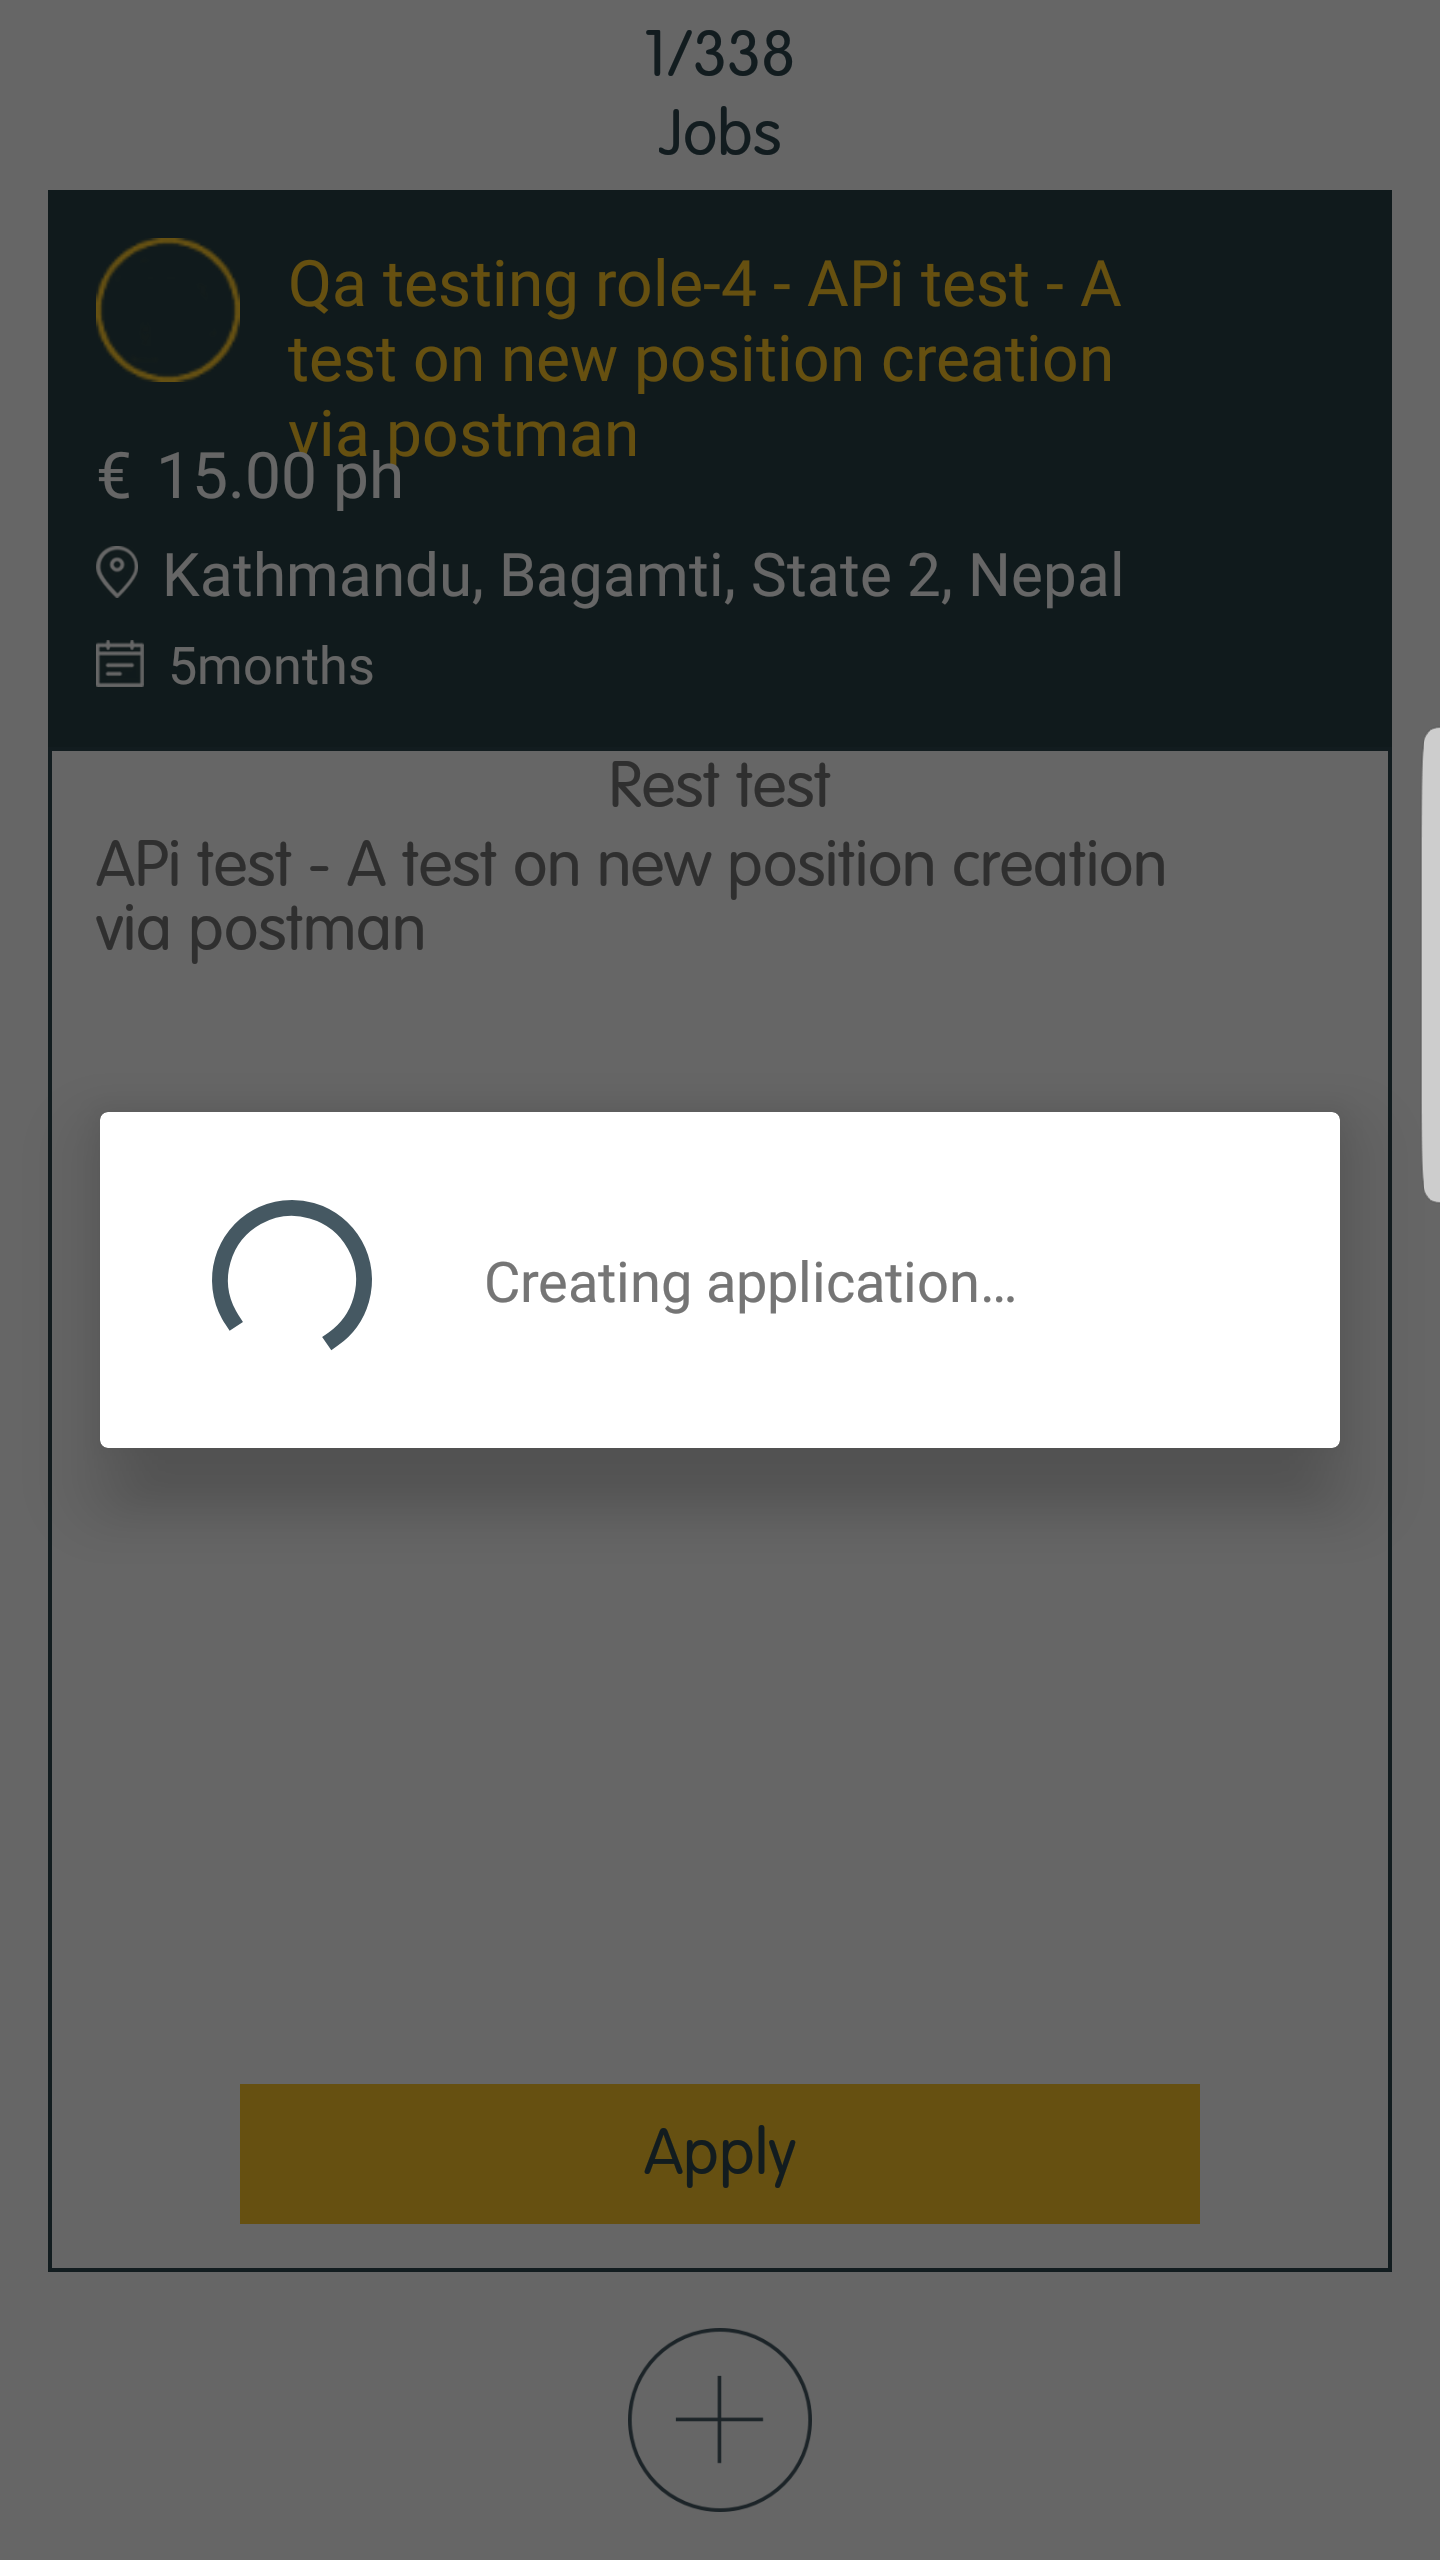 1/338
Jobs
Qa testing role-4 - APi test - A
test on new position creation
via postman
€ 15.00 ph
Kathmandu, Bagamti, State 2, Nepal
5months
Rest test
APi test - A test on new position creation
via postman
Creating application...
Apply